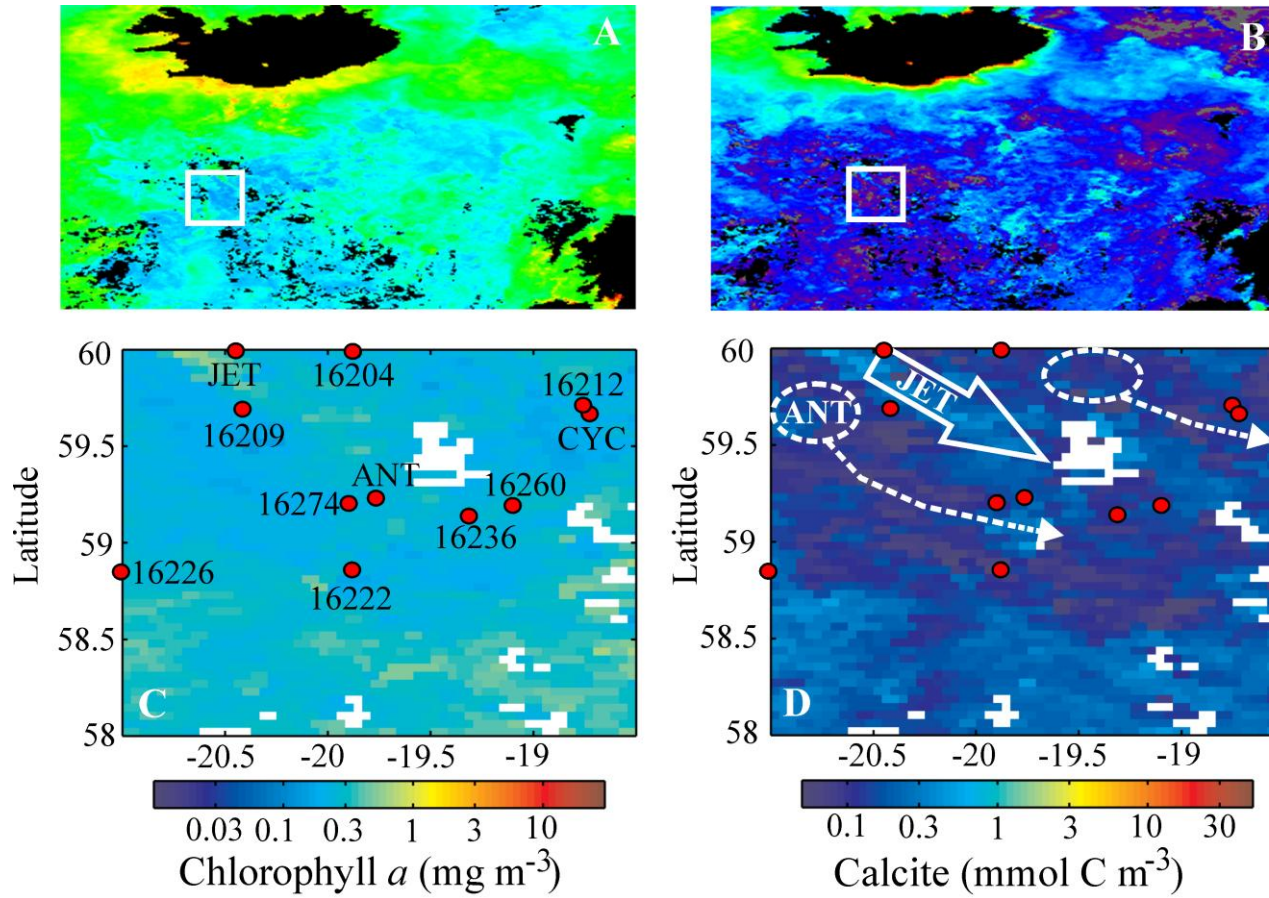 A
B
60
JET
16204
16212
16209
CYC
59.5
ANT
16274
16260
16236
59
16226
16222
58.5
C
58
-20.5
-20
-19.5
-19
Latitude
0.03 0.1 0.3 1 3 10
Chlorophyll a (mg m⁻³)
60
JET
ANT
59.5
59
58.5
D
58
-20.5
-20
-19.5
-19
Latitude
0.1 0.3 1 3 10 30
Calcite (mmol C m⁻³)